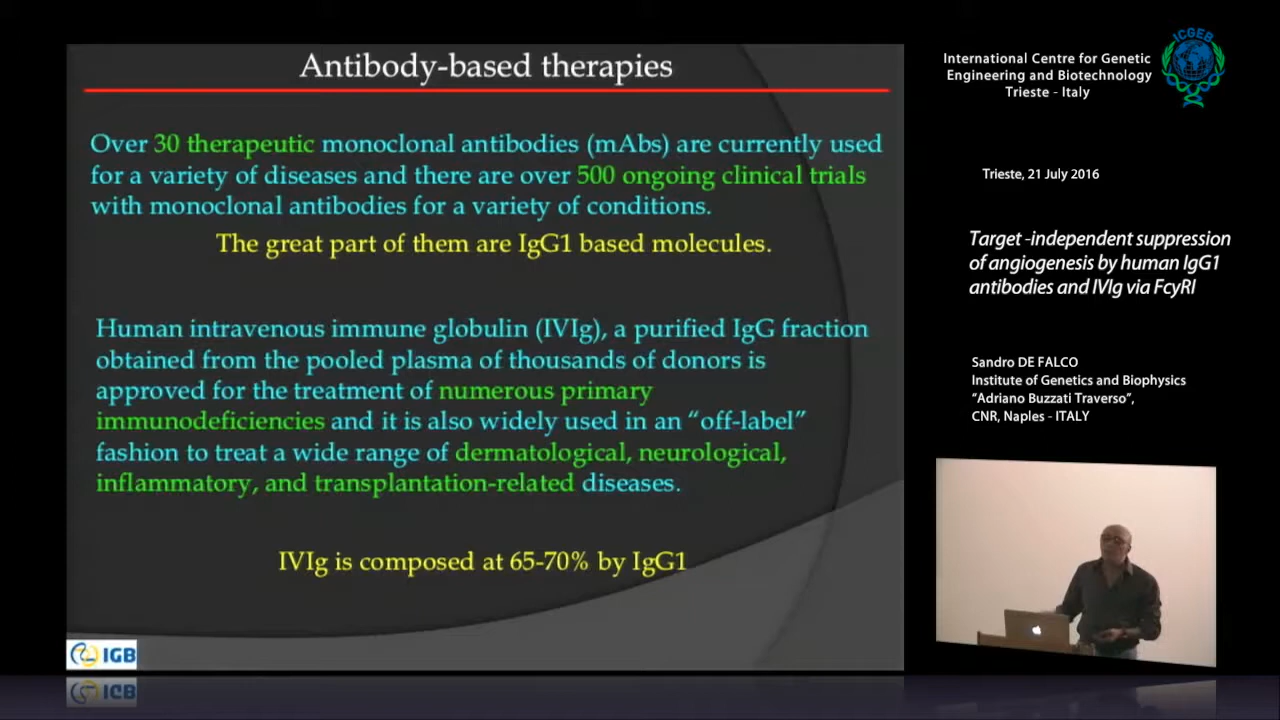 Antibody-based therapies
Over 30 therapeutic monoclonal antibodies (mAbs) are currently used
for a variety of diseases and there are over 500 ongoing clinical trials
with monoclonal antibodies for a variety of conditions.
The great part of them are IgG1 based molecules.
Human intravenous immune globulin (IVIg), a purified IgG fraction
obtained from the pooled plasma of thousands of donors is
approved for the treatment of numerous primary
immunodeficiencies and it is also widely used in an “off-label”
fashion to treat a wide range of dermatological, neurological,
inflammatory, and transplantation-related diseases.
IVIg is composed at 65-70% by IgG1
IGB
International Centre for Genetic
Engineering and Biotechnology
Trieste - Italy
ICGEB
Trieste, 21 July 2016
Target -independent suppression
of angiogenesis by human IgG1
antibodies and IVIg via FcγRI
Sandro DE FALCO
Institute of Genetics and Biophysics
“Adriano Buzzati Traverso”,
CNR, Naples - ITALY